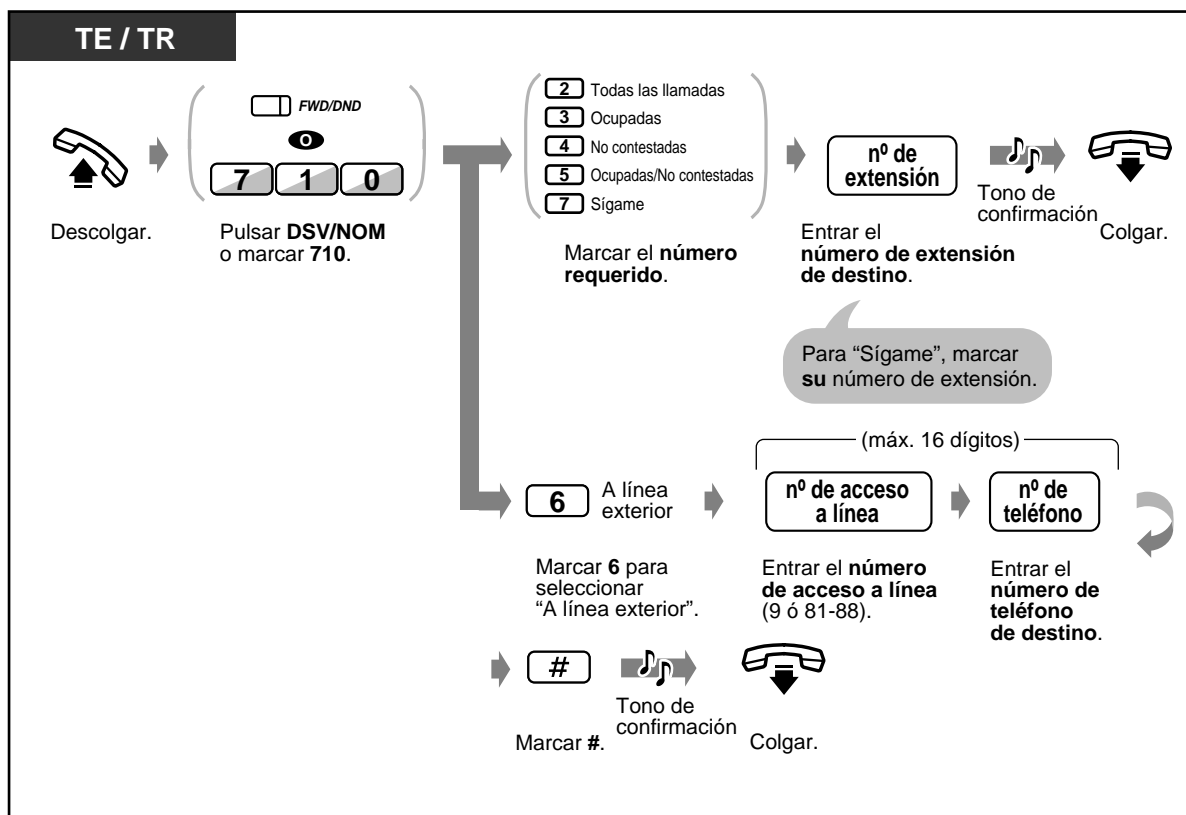 TE / TR
FWD/DND
O
7 1 0
Descolgar.
Pulsar DSV/NOM
o marcar 710.
2 Todas las llamadas
3 Ocupadas
4 No contestadas
5 Ocupadas/No contestadas
7 Sígame
Marcar el número
requerido.
nº de
extensión
Entrar el
número de extensión
de destino.
Tono de
confirmación
Colgar.
Para “Sígame”, marcar
su número de extensión.
6 A línea
exterior
Marcar 6 para
seleccionar
“A línea exterior”.
(máx. 16 dígitos)
nº de acceso
a línea
Entrar el número
de acceso a línea
(9 ó 81-88).
nº de
teléfono
Entrar el
número de
teléfono
de destino.
#
Marcar #.
Tono de
confirmación
Colgar.